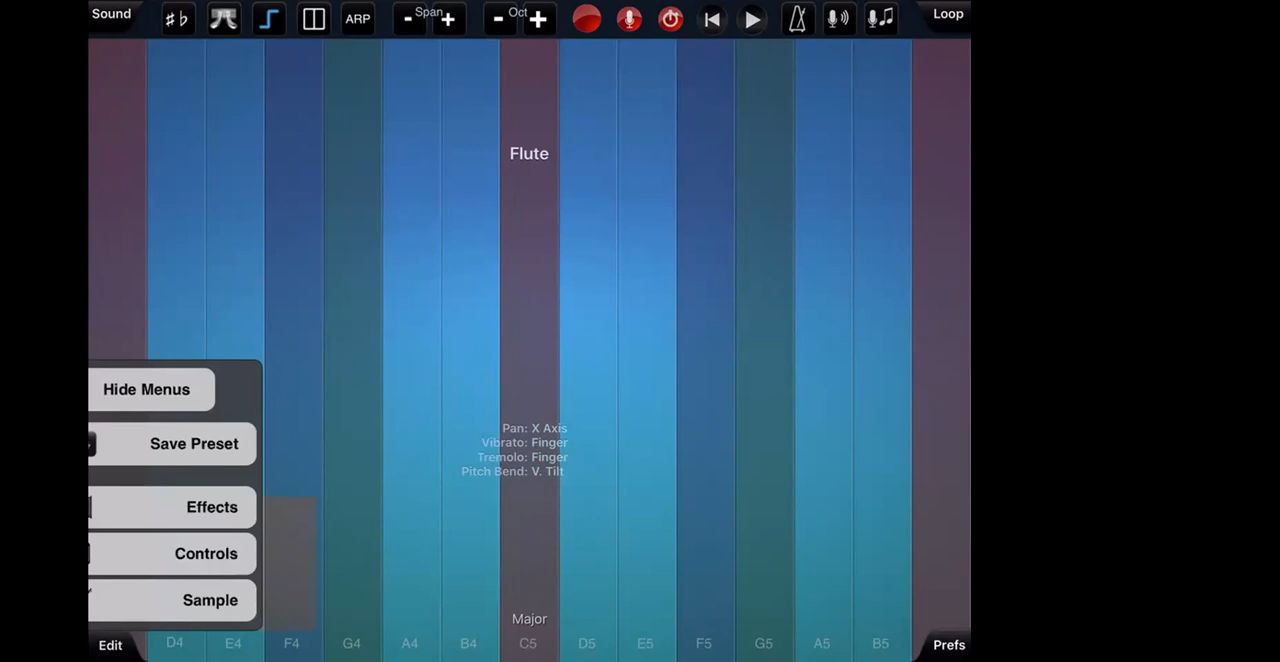 Sound
♯♭
ARP
- Span +
- Oct +
Loop
Flute
Hide Menus
Save Preset
Effects
Controls
Sample
Pan: X Axis
Vibrato: Finger
Tremolo: Finger
Pitch Bend: V. Tilt
Major
D4 E4 F4 G4 A4 B4 C5 D5 E5 F5 G5 A5 B5
Edit
Prefs